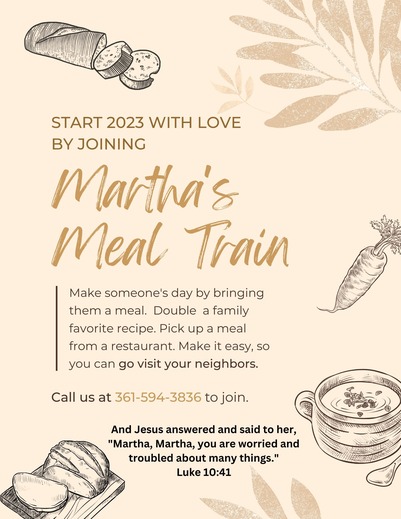 START 2023 WITH LOVE
BY JOINING
Martha's
Meal Train
Make someone's day by bringing
them a meal. Double a family
favorite recipe. Pick up a meal
from a restaurant. Make it easy, so
you can go visit your neighbors.
Call us at 361-594-3836 to join.
And Jesus answered and said to her,
"Martha, Martha, you are worried and
troubled about many things."
Luke 10:41